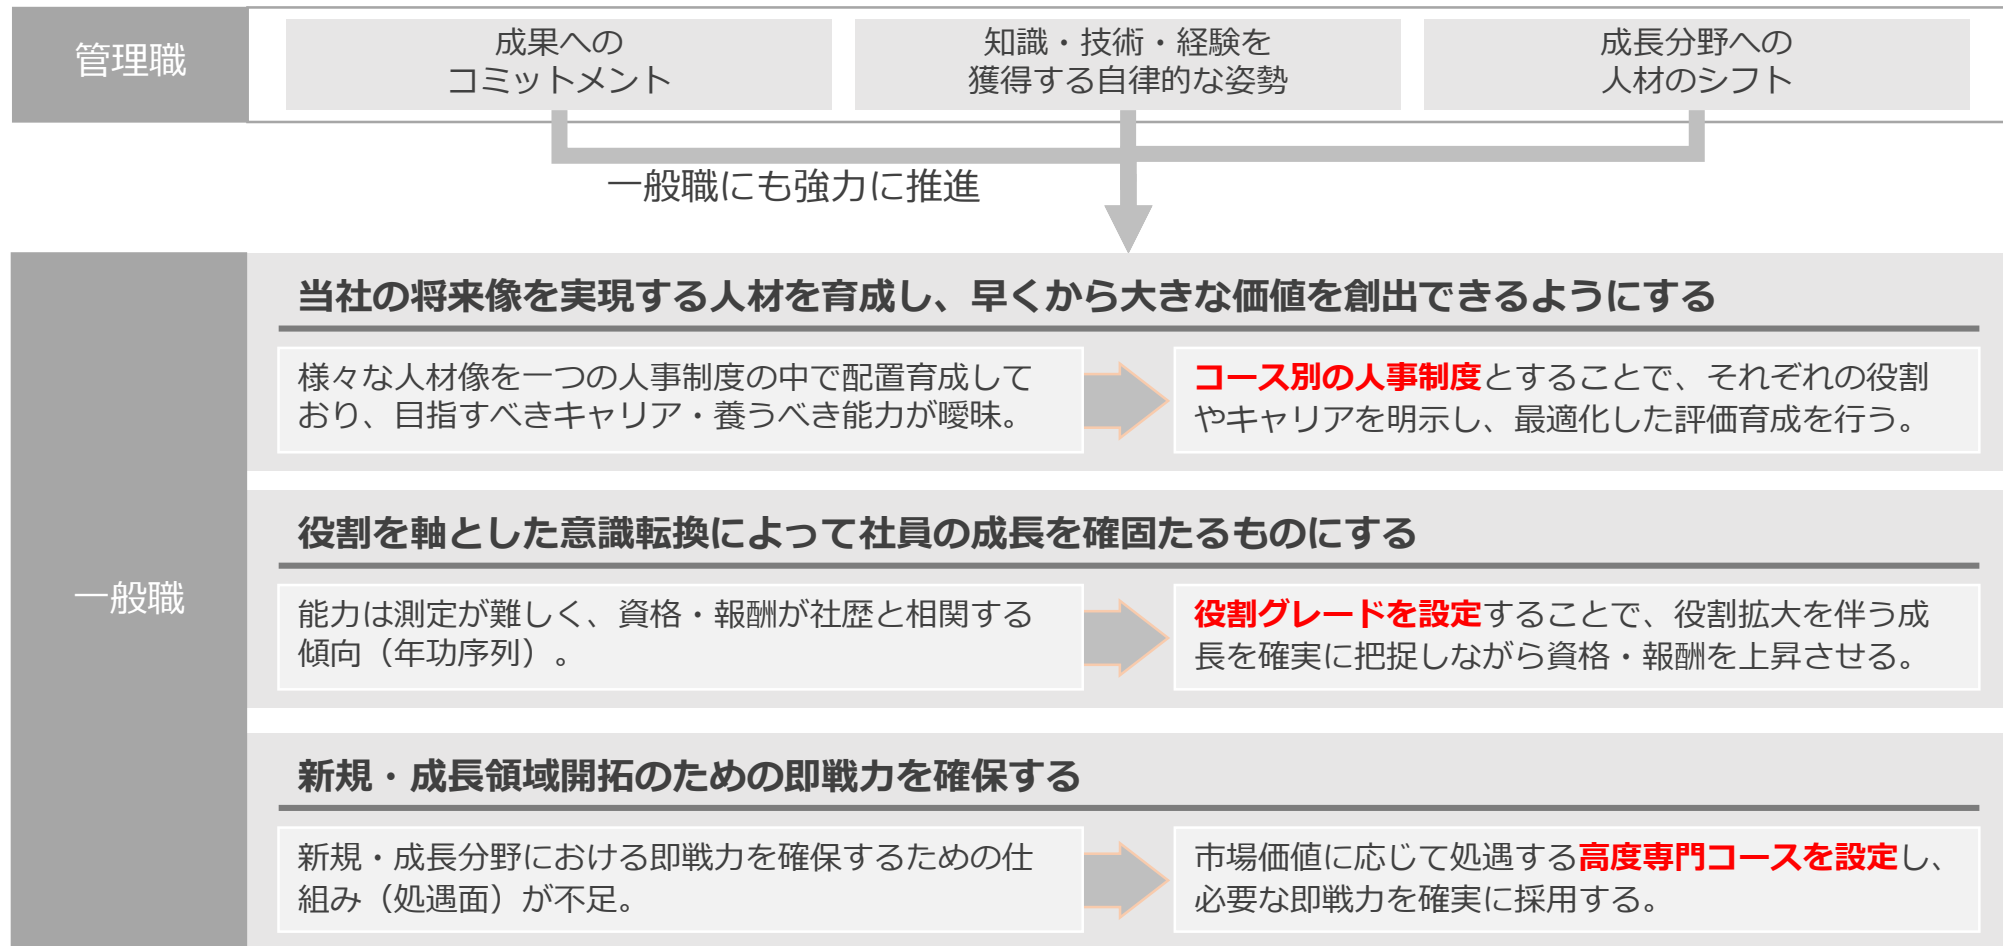 管理職
成果への
コミットメント
知識・技術・経験を
獲得する自律的な姿勢
成長分野への
人材のシフト
一般職にも強力に推進
一般職
当社の将来像を実現する人材を育成し、早くから大きな価値を創出できるようにする
様々な人材像を一つの人事制度の中で配置育成して
おり、目指すべきキャリア・養うべき能力が曖昧。
コース別の人事制度とすることで、それぞれの役割
やキャリアを明示し、最適化した評価育成を行う。
役割を軸とした意識転換によって社員の成長を確固たるものにする
能力は測定が難しく、資格・報酬が社歴と相関する
傾向（年功序列）。
役割グレードを設定することで、役割拡大を伴う成
長を確実に把捉しながら資格・報酬を上昇させる。
新規・成長領域開拓のための即戦力を確保する
新規・成長分野における即戦力を確保するための仕
組み（処遇面）が不足。
市場価値に応じて処遇する高度専門コースを設定し、
必要な即戦力を確実に採用する。